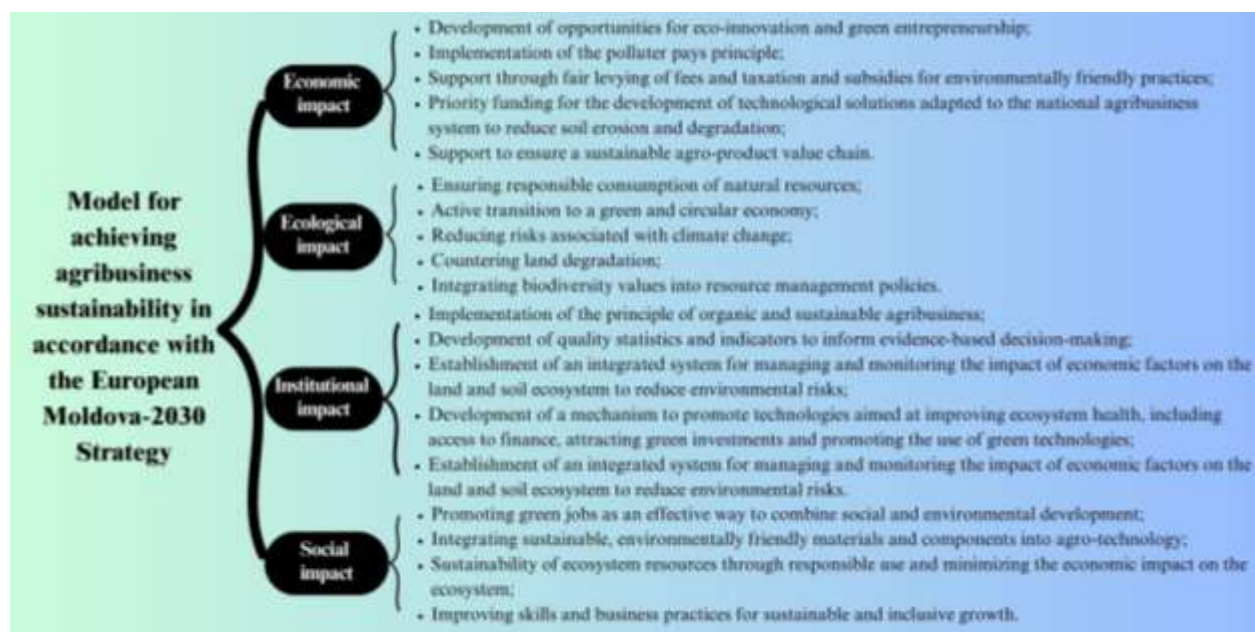 Model for
achieving
agribusiness
sustainability in
accordance with
the European
Moldova-2030
Strategy
Economic
impact
• Development of opportunities for eco-innovation and green entrepreneurship;
• Implementation of the polluter pays principle;
• Support through fair levying of fees and taxation and subsidies for environmentally friendly practices;
• Priority funding for the development of technological solutions adapted to the national agribusiness
system to reduce soil erosion and degradation;
• Support to ensure a sustainable agro-product value chain.
Ecological
impact
• Ensuring responsible consumption of natural resources;
• Active transition to a green and circular economy;
• Reducing risks associated with climate change;
• Countering land degradation;
• Integrating biodiversity values into resource management policies.
Institutional
impact
• Implementation of the principle of organic and sustainable agribusiness;
• Development of quality statistics and indicators to inform evidence-based decision-making;
• Establishment of an integrated system for managing and monitoring the impact of economic factors on the
land and soil ecosystem to reduce environmental risks;
• Development of a mechanism to promote technologies aimed at improving ecosystem health, including
access to finance, attracting green investments and promoting the use of green technologies;
• Establishment of an integrated system for managing and monitoring the impact of economic factors on the
land and soil ecosystem to reduce environmental risks.
Social
impact
• Promoting green jobs as an effective way to combine social and environmental development;
• Integrating sustainable, environmentally friendly materials and components into agro-technology;
• Sustainability of ecosystem resources through responsible use and minimizing the economic impact on the
ecosystem;
• Improving skills and business practices for sustainable and inclusive growth.